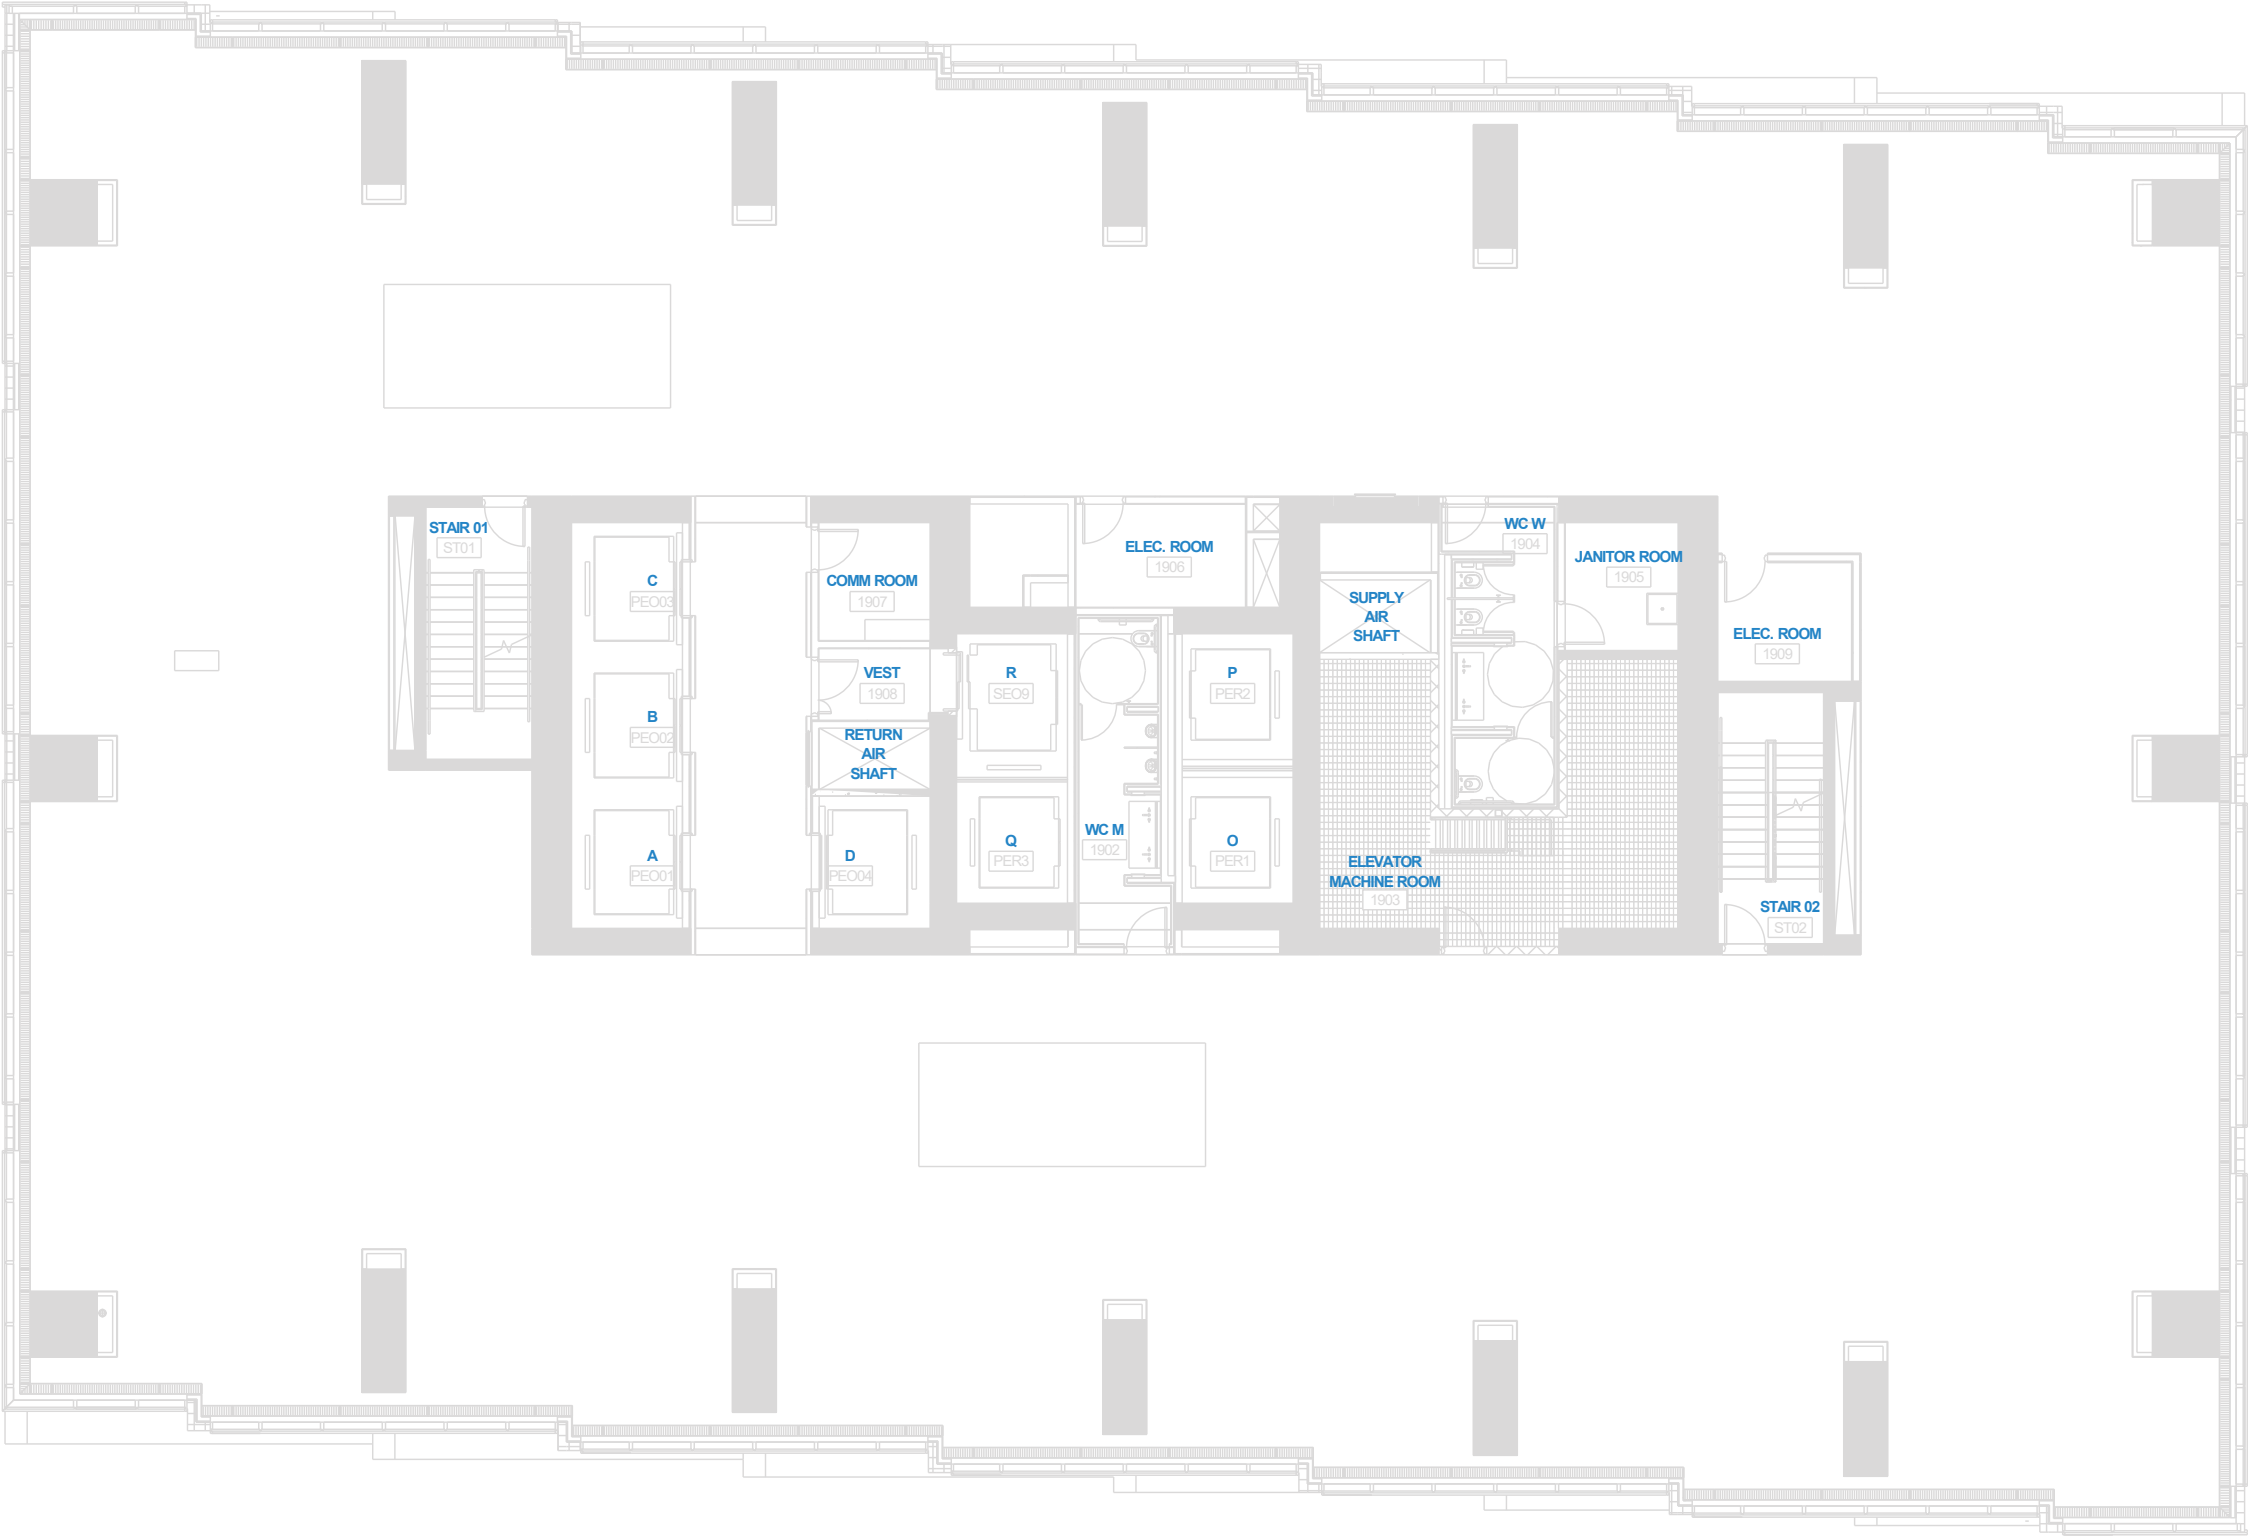 STAIR 01
ST01
C
PEO03
COMM ROOM
1907
ELEC. ROOM
1906
WC W
1904
JANITOR ROOM
1905
SUPPLY
AIR
SHAFT
ELEC. ROOM
1909
VEST
1908
R
SEO9
P
PER2
B
PEO02
RETURN
AIR
SHAFT
A
PEO01
D
PEO04
Q
PER3
WC M
1902
O
PER1
ELEVATOR
MACHINE ROOM
1903
STAIR 02
ST02